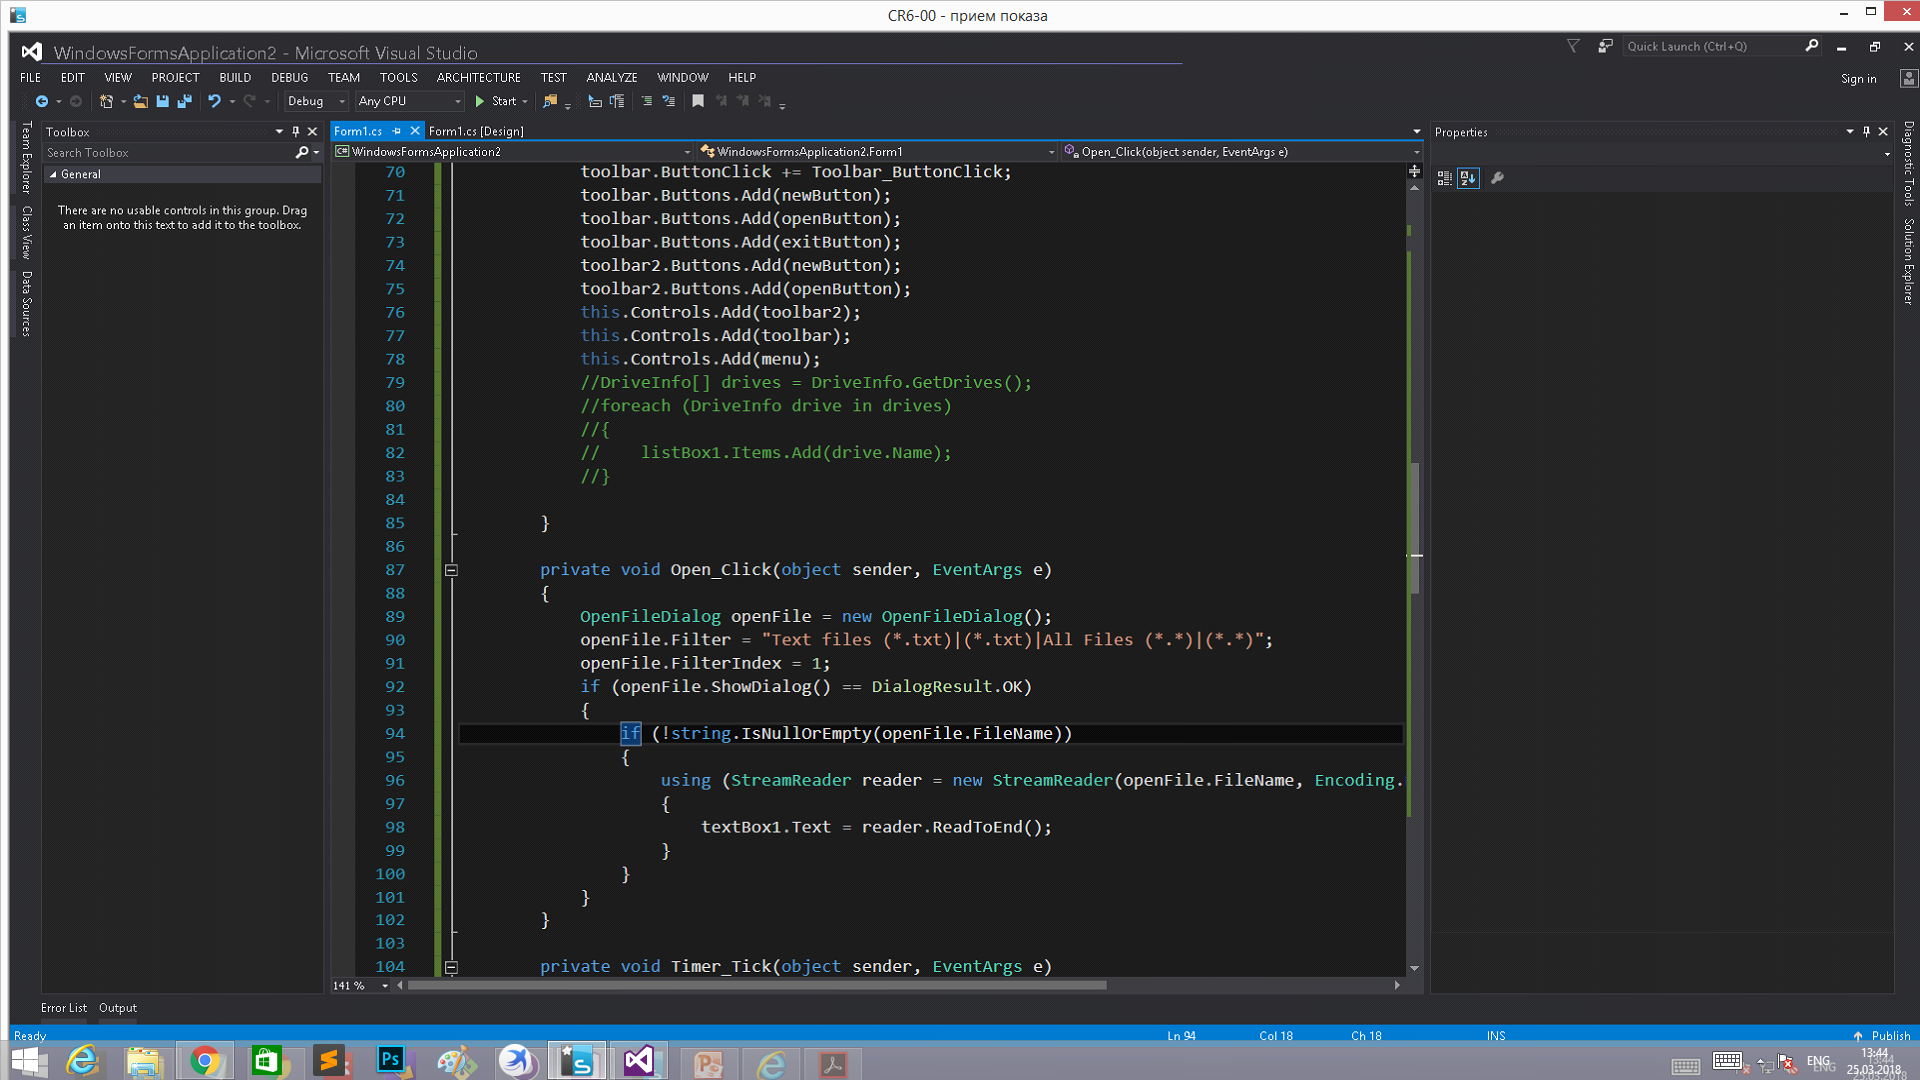 CR6-00 - прием показа
WindowsFormsApplication2 - Microsoft Visual Studio
Quick Launch (Ctrl+Q)
FILE EDIT VIEW PROJECT BUILD DEBUG TEAM TOOLS ARCHITECTURE TEST ANALYZE WINDOW HELP
Sign in
Debug Any CPU Start
Toolbox
Search Toolbox
General
There are no usable controls in this group. Drag
an item onto this text to add it to the toolbox.
Team Explorer
Class View
Data Sources
Form1.cs Form1.cs [Design]
WindowsFormsApplication2 WindowsFormsApplication2.Form1 Open_Click(object sender, EventArgs e)
70 toolbar.ButtonClick += Toolbar_ButtonClick;
71 toolbar.Buttons.Add(newButton);
72 toolbar.Buttons.Add(openButton);
73 toolbar.Buttons.Add(exitButton);
74 toolbar2.Buttons.Add(newButton);
75 toolbar2.Buttons.Add(openButton);
76 this.Controls.Add(toolbar2);
77 this.Controls.Add(toolbar);
78 this.Controls.Add(menu);
79 //DriveInfo[] drives = DriveInfo.GetDrives();
80 //foreach (DriveInfo drive in drives)
81 //{
82 //    listBox1.Items.Add(drive.Name);
83 //}
84
85 }
86
87 private void Open_Click(object sender, EventArgs e)
88 {
89 OpenFileDialog openFile = new OpenFileDialog();
90 openFile.Filter = "Text files (*.txt)|(*.txt)|All Files (*.*)|(*.*)";
91 openFile.FilterIndex = 1;
92 if (openFile.ShowDialog() == DialogResult.OK)
93 {
94 if (!string.IsNullOrEmpty(openFile.FileName))
95 {
96 using (StreamReader reader = new StreamReader(openFile.FileName, Encoding.
97 {
98 textBox1.Text = reader.ReadToEnd();
99 }
100 }
101 }
102 }
103
104 private void Timer_Tick(object sender, EventArgs e)
141 %
Properties
Diagnostic Tools
Solution Explorer
Error List Output
Ready Ln 94 Col 18 Ch 18 INS Publish
ENG
13:44
25.03.2018